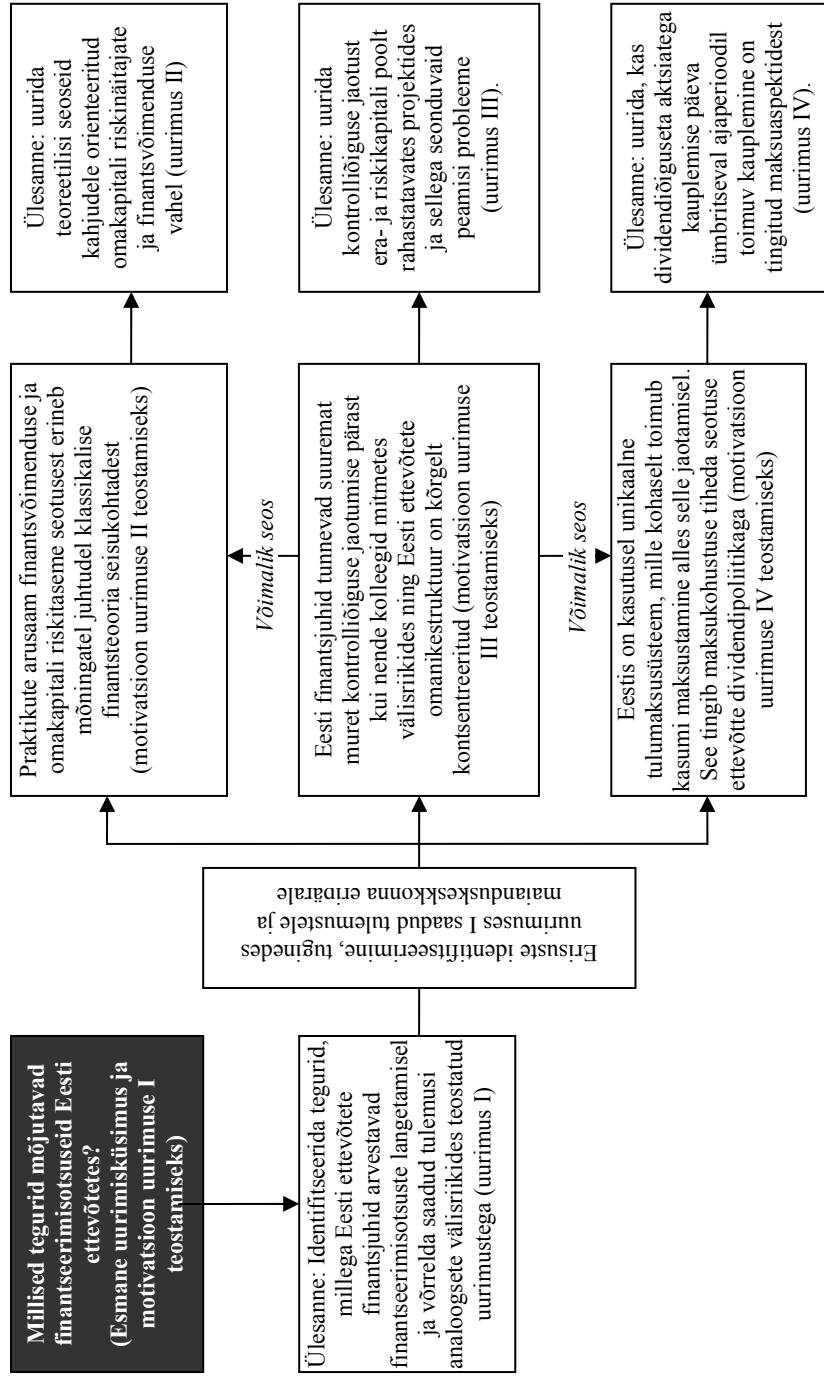 Millised tegurid mõjutavad
finantseerimisotsuseid Eesti
ettevõtetes?
(Esmane uurimisküsimus ja
motivatsioon uurimuse I
teostamiseks)
Ülesanne: Identifitseerida tegurid,
millega Eesti ettevõtete
finantsjuhid arvestavad
finantseerimisotsuste langetamisel
ja võrrelda saadud tulemusi
analoogsete välisriikides teostatud
uurimustega (uurimus I)
Erisuste identifitseerimine, tuginedes
uurimuses I saadud tulemustele ja
majanduskeskkonna eripärale
Praktikute arusaam finantsvõimenduse ja
omakapitali riskitaseme seotusest erineb
mõningatel juhtudel klassikalise
finantsteooria seisukohtadest
(motivatsioon uurimuse II teostamiseks)
Võimalik seos
Eesti finantsjuhid tunnevad suuremat
muret kontrolliõiguse jaotumise pärast
kui nende kolleegid mitmetes
välisriikides ning Eesti ettevõtete
omanikestruktuur on kõrgelt
kontsentreeritud (motivatsioon uurimuse
III teostamiseks)
Võimalik seos
Eestis on kasutusel unikaalne
tulumaksusüsteem, mille kohaselt toimub
kasumi maksustamine alles selle jaotamisel.
See tingib maksukohustuse tiheda seotuse
ettevõtte dividendipoliitikaga (motivatsioon
uurimuse IV teostamiseks)
Ülesanne: uurida
teoreetilisi seoseid
kahjudele orienteeritud
omakapitali riskinäitajate
ja finantsvõimenduse
vahel (uurimus II)
Ülesanne: uurida
kontrolliõiguse jaotust
era- ja riskikapitali poolt
rahastatavates projektides
ja sellega seonduvaid
peamisi probleeme
(uurimus III).
Ülesanne: uurida, kas
dividendiõiguseta aktsiatega
kauplemise päeva
ümbritseval ajaperioodil
toimuv kauplemine on
tingitud maksuaspektidest
(uurimus IV).